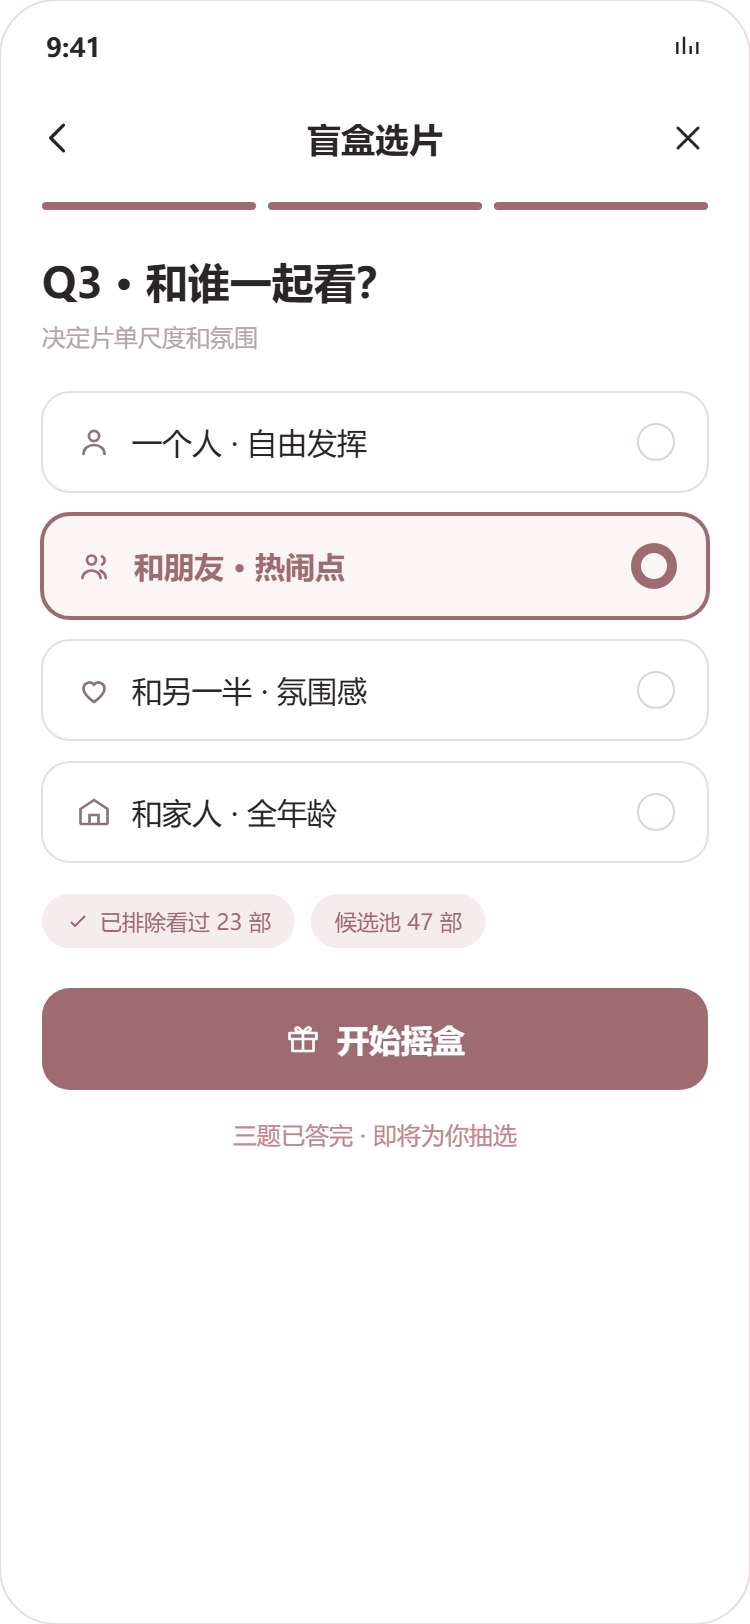 9:41
盲盒选片
Q3 · 和谁一起看?
决定片单尺度和氛围
一个人 · 自由发挥
和朋友 · 热闹点
和另一半 · 氛围感
和家人 · 全年龄
已排除看过 23 部
候选池 47 部
开始摇盒
三题已答完 · 即将为你抽选